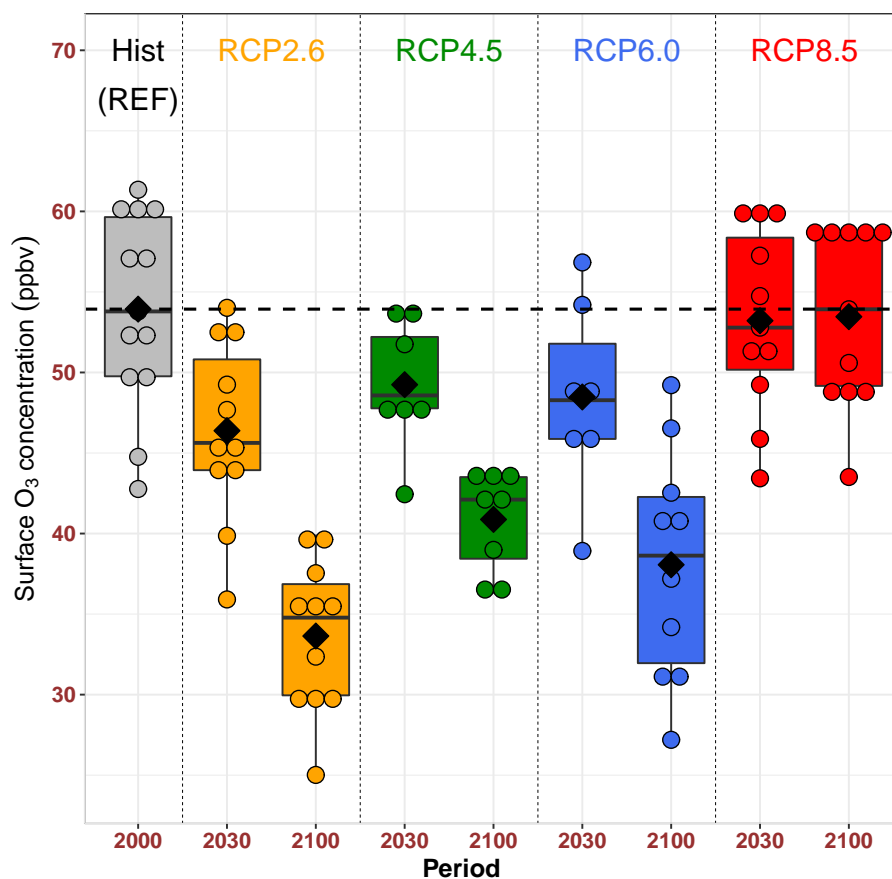 Hist
(REF)
RCP2.6
RCP4.5
RCP6.0
RCP8.5
70
60
50
40
30
Surface O₃ concentration (ppbv)
2000 2030 2100 2030 2100 2030 2100 2030 2100
Period